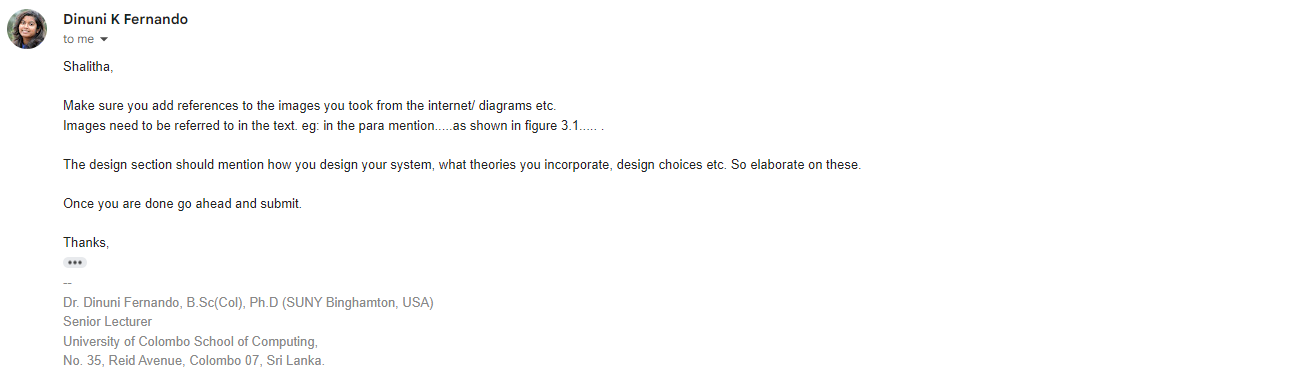 Dinuni K Fernando
to me
Shalitha,
Make sure you add references to the images you took from the internet/ diagrams etc.
Images need to be referred to in the text. eg: in the para mention.....as shown in figure 3.1..... .
The design section should mention how you design your system, what theories you incorporate, design choices etc. So elaborate on these.
Once you are done go ahead and submit.
Thanks,
--
Dr. Dinuni Fernando, B.Sc(Col), Ph.D (SUNY Binghamton, USA)
Senior Lecturer
University of Colombo School of Computing,
No. 35, Reid Avenue, Colombo 07, Sri Lanka.